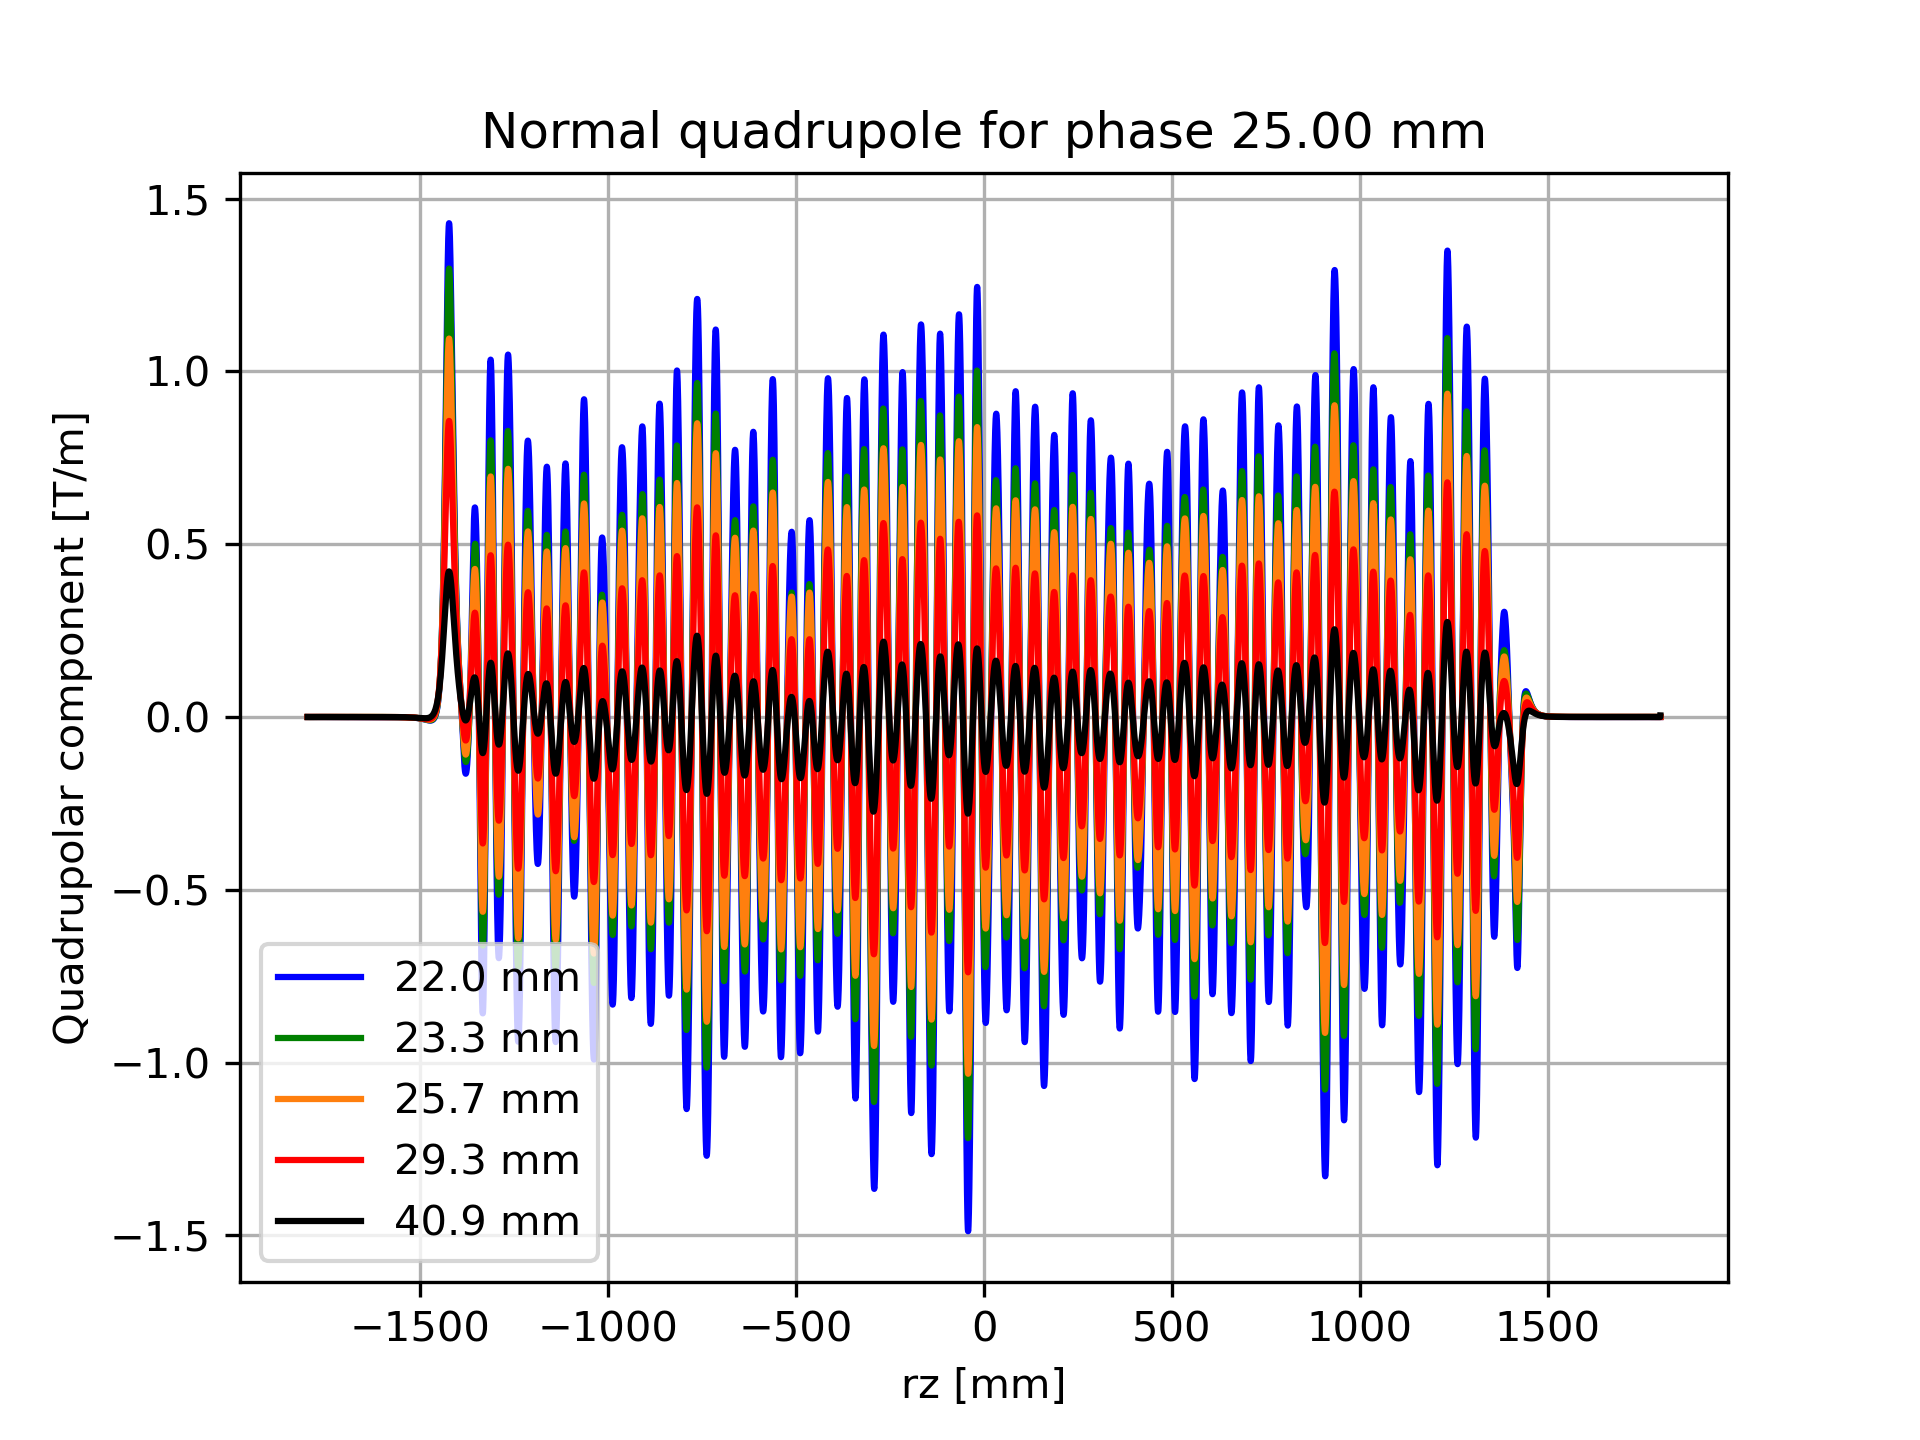 Normal quadrupole for phase 25.00 mm
Quadrupolar component [T/m]
1.5
1.0
0.5
0.0
−0.5
−1.0
−1.5
22.0 mm
23.3 mm
25.7 mm
29.3 mm
40.9 mm
−1500 −1000 −500 0 500 1000 1500
rz [mm]